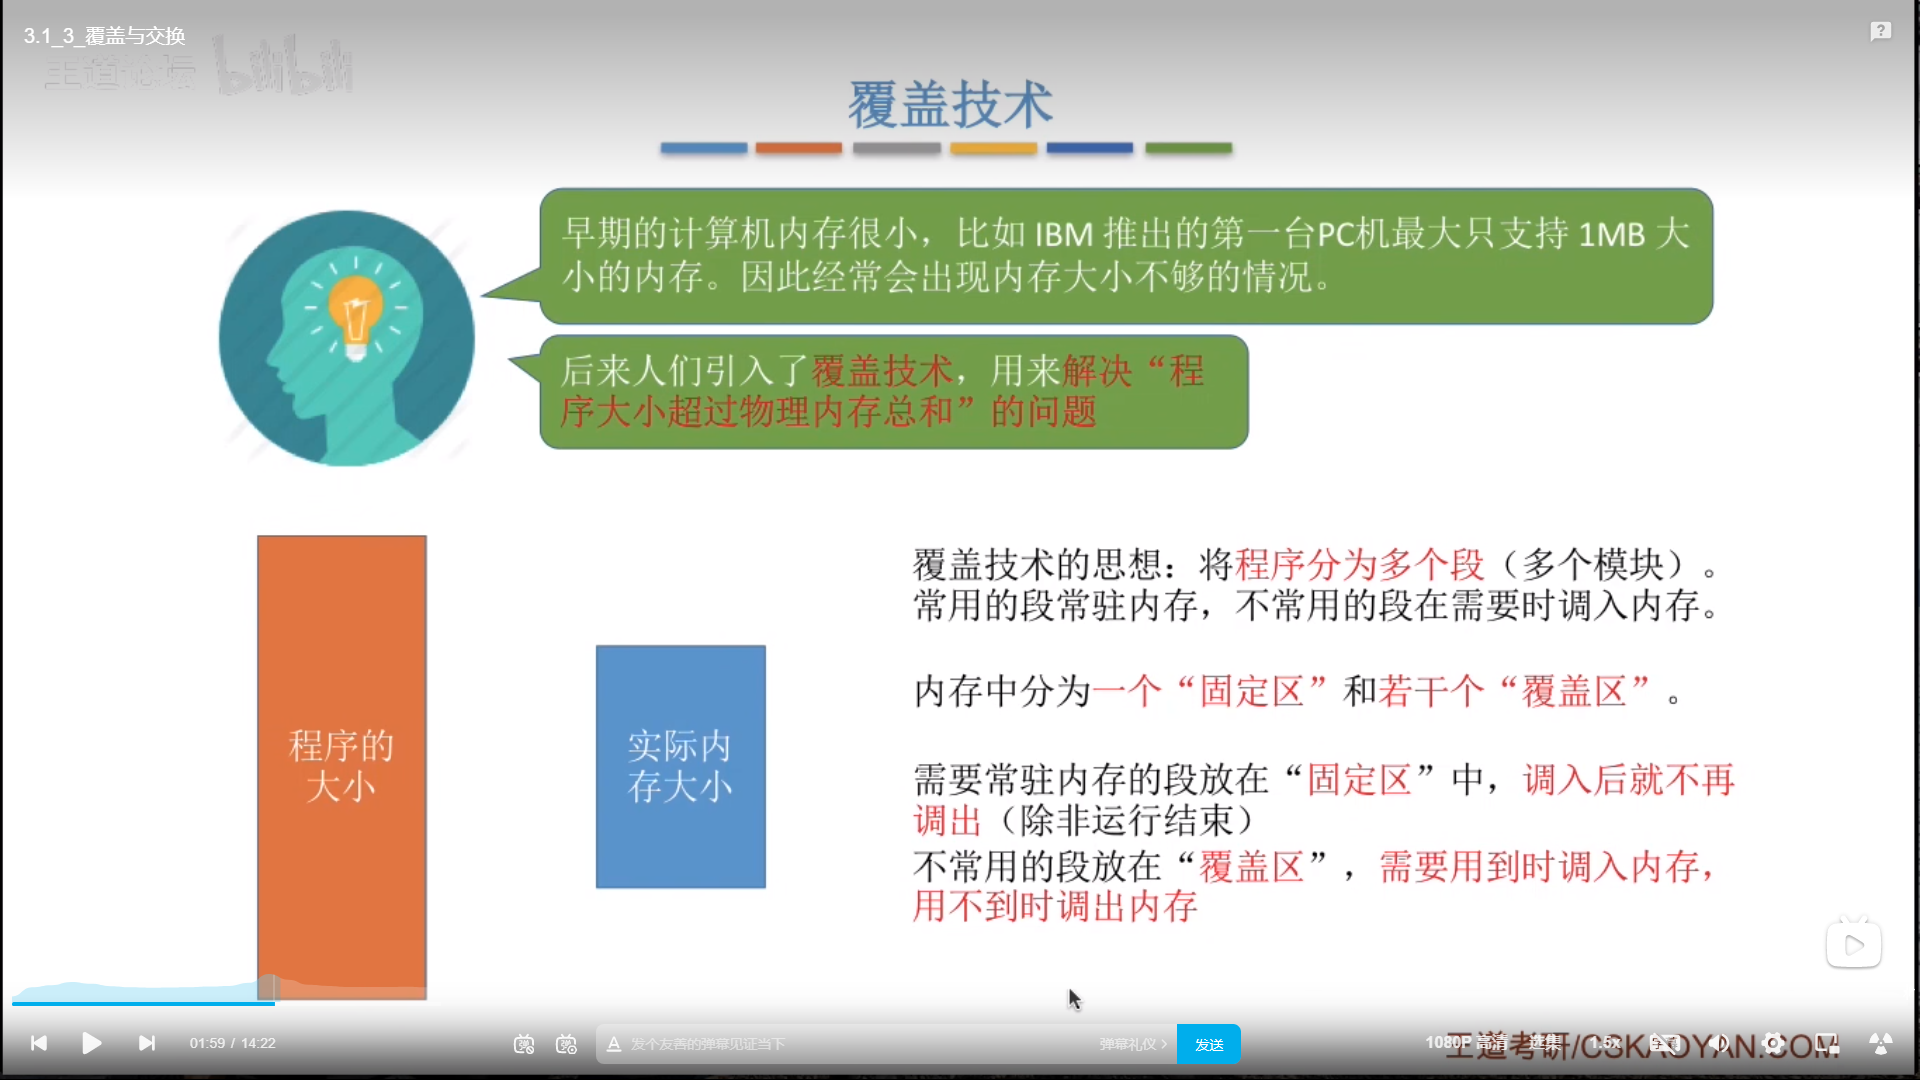 3.1_3_覆盖与交换
王道论坛 bilibili
覆盖技术
早期的计算机内存很小，比如 IBM 推出的第一台PC机最大只支持 1MB 大
小的内存。因此经常会出现内存大小不够的情况。
后来人们引入了覆盖技术，用来解决“程
序大小超过物理内存总和”的问题
程序的
大小
实际内
存大小
覆盖技术的思想：将程序分为多个段（多个模块）。
常用的段常驻内存，不常用的段在需要时调入内存。
内存中分为一个“固定区”和若干个“覆盖区”。
需要常驻内存的段放在“固定区”中，调入后就不再
调出（除非运行结束）
不常用的段放在“覆盖区”，需要用到时调入内存，
用不到时调出内存
01:59 / 14:22
发个友善的弹幕见证当下
弹幕礼仪
发送
1080P 高清
选集
1.5x
王道考研/CSKAOYAN.COM